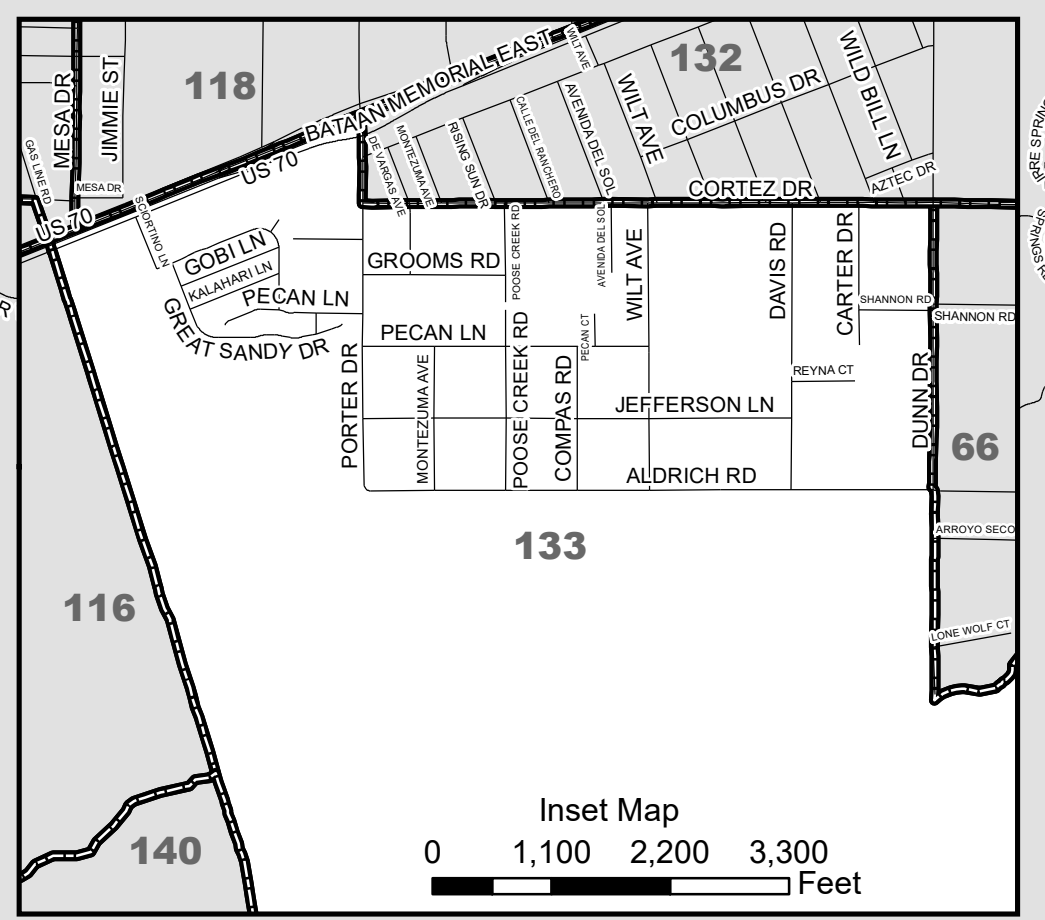 BATAAN MEMORIAL EAST
WILT AVE
132
WILD BILL LN
118
MESA DR
JIMMIE ST
COLUMBUS DR
WILT AVE
AVENIDA DEL SOL
CALLE DEL RANCHERO
RISING SUN DR
MONTEZUMA AVE
DE VARGAS AVE
GAS LINE RD
US 70
MESA DR
AZTEC DR
CORTEZ DR
US 70
SCIORTINO LN
GOBI LN
KALAHARI LN
PECAN LN
GREAT SANDY DR
GROOMS RD
POOSE CREEK RD
AVENIDA DEL SOL
WILT AVE
DAVIS RD
CARTER DR
SHANNON RD
SHANNON RD
SPRINGS R
PECAN LN
PECAN CT
PORTER DR
MONTEZUMA AVE
POOSE CREEK RD
COMPAS RD
REYNA CT
DUNN DR
JEFFERSON LN
66
ALDRICH RD
133
ARROYO SECO
116
LONE WOLF CT
140
Inset Map
0 1,100 2,200 3,300
Feet